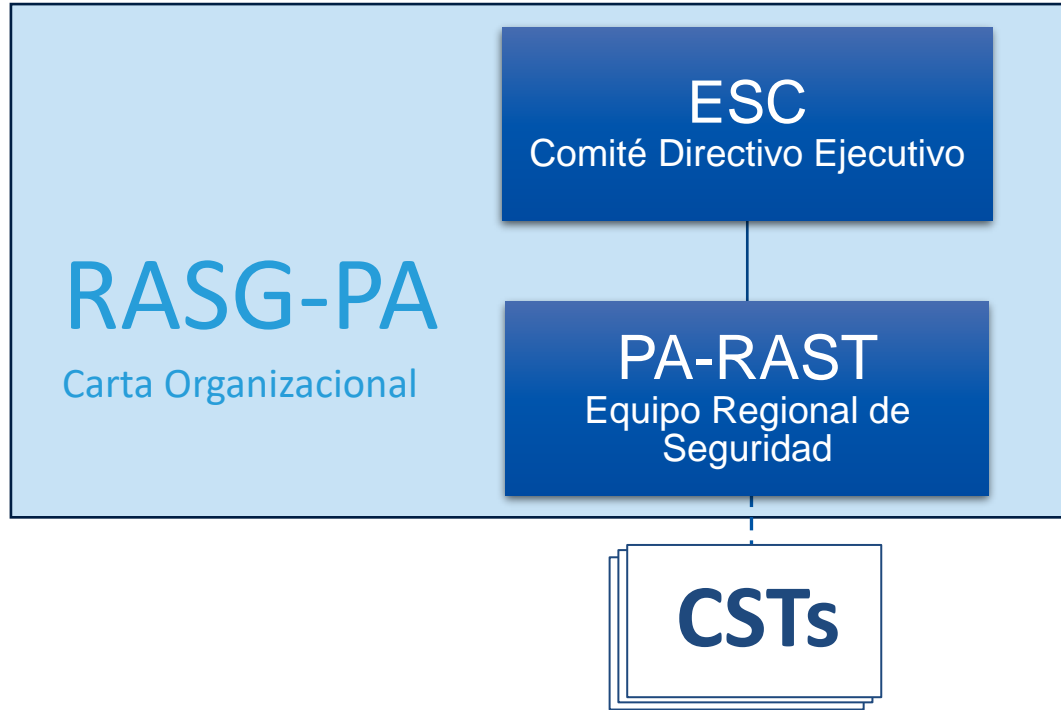 ESC
Comité Directivo Ejecutivo
RASG-PA
Carta Organizacional
PA-RAST
Equipo Regional de
Seguridad
CSTs